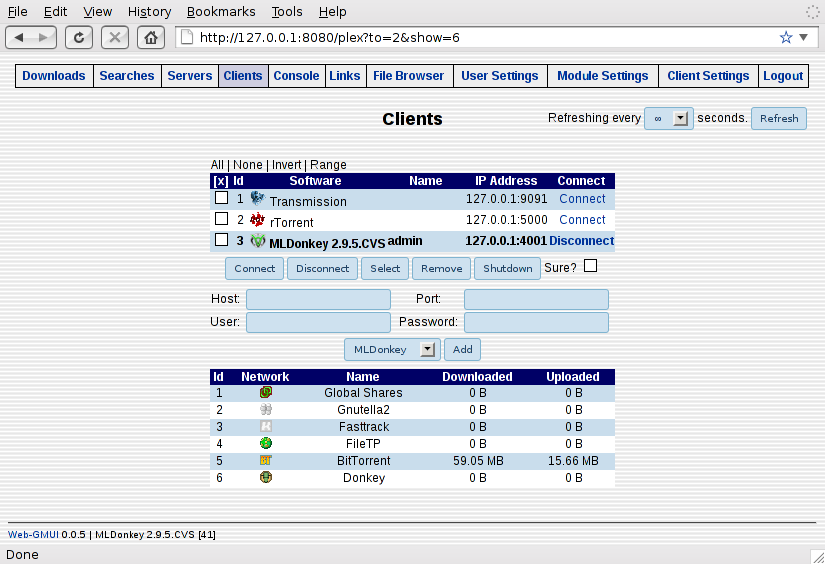 File Edit View History Bookmarks Tools Help
http://127.0.0.1:8080/plex?to=2&show=6
Downloads Searches Servers Clients Console Links File Browser User Settings Module Settings Client Settings Logout
Clients
Refreshing every ∞ seconds. Refresh
All | None | Invert | Range
[x] Id Software Name IP Address Connect
1 Transmission 127.0.0.1:9091 Connect
2 rTorrent 127.0.0.1:5000 Connect
3 MLDonkey 2.9.5.CVS admin 127.0.0.1:4001 Disconnect
Connect Disconnect Select Remove Shutdown Sure?
Host: Port:
User: Password:
MLDonkey Add
Id Network Name Downloaded Uploaded
1 Global Shares 0 B 0 B
2 Gnutella2 0 B 0 B
3 Fasttrack 0 B 0 B
4 FileTP 0 B 0 B
5 BT BitTorrent 59.05 MB 15.66 MB
6 Donkey 0 B 0 B
Web-GMUI 0.0.5 | MLDonkey 2.9.5.CVS [41]
Done